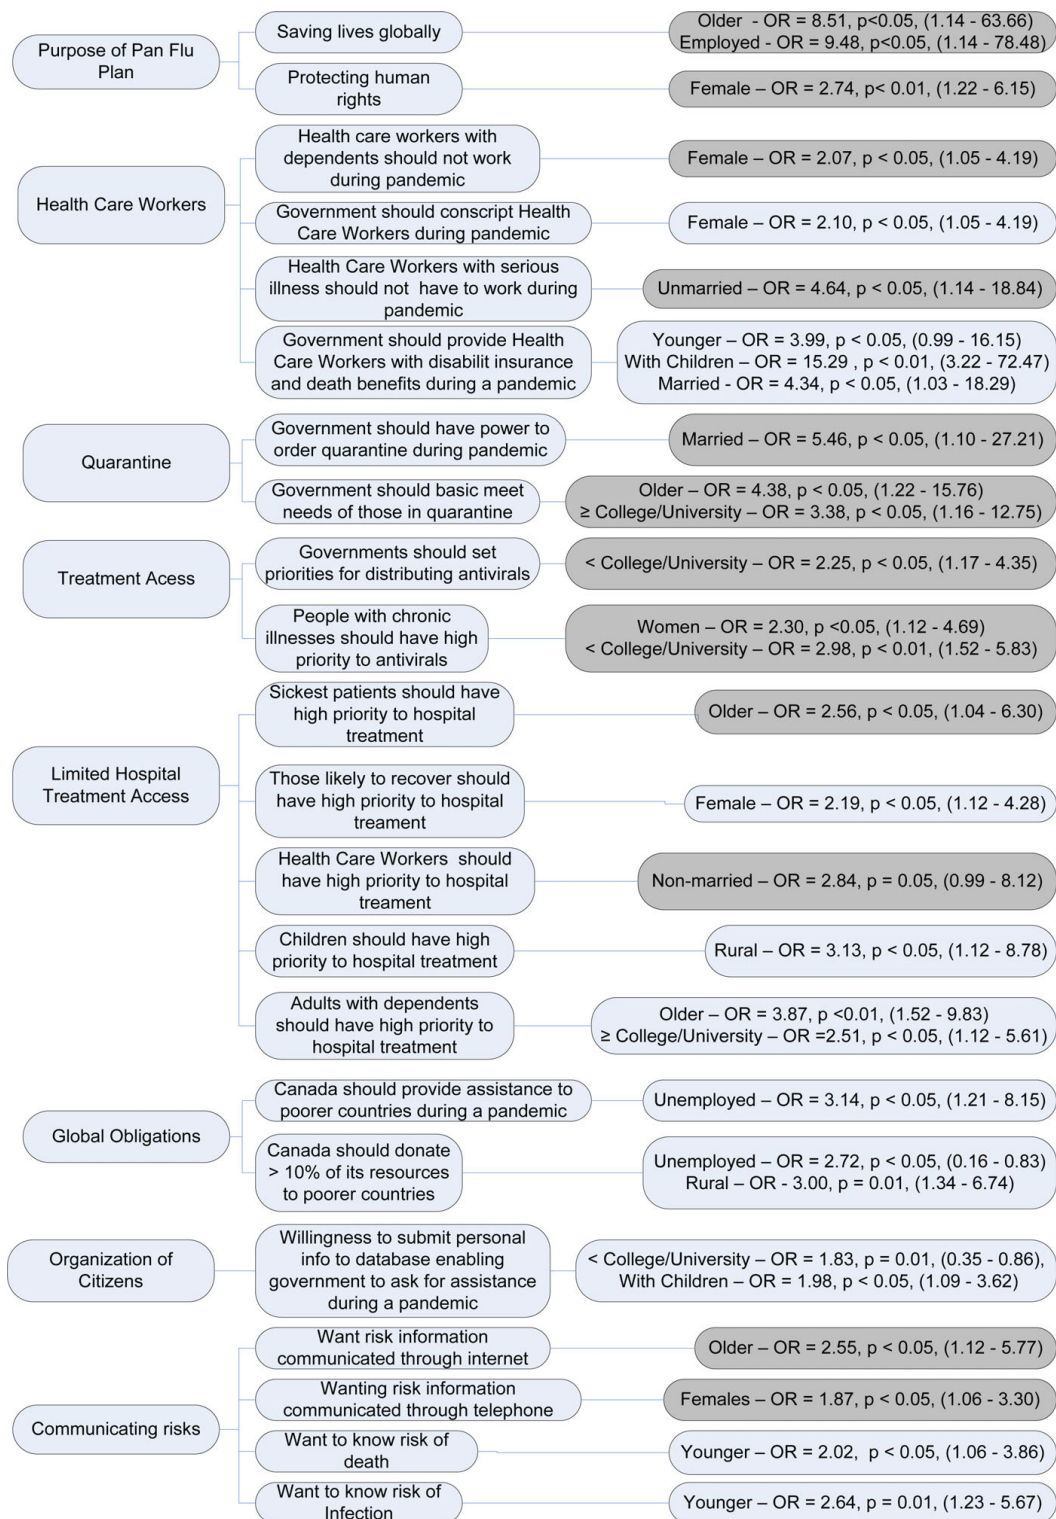 Purpose of Pan Flu
Plan
Saving lives globally
Older - OR = 8.51, p<0.05, (1.14 - 63.66)
Employed - OR = 9.48, p<0.05, (1.14 - 78.48)
Protecting human
rights
Female – OR = 2.74, p< 0.01, (1.22 - 6.15)
Health Care Workers
Health care workers with
dependents should not work
during pandemic
Female – OR = 2.07, p < 0.05, (1.05 - 4.19)
Government should conscript Health
Care Workers during pandemic
Female – OR = 2.10, p < 0.05, (1.05 - 4.19)
Health Care Workers with serious
illness should not have to work during
pandemic
Unmarried – OR = 4.64, p < 0.05, (1.14 - 18.84)
Government should provide Health
Care Workers with disabilit insurance
and death benefits during a pandemic
Younger – OR = 3.99, p < 0.05, (0.99 - 16.15)
With Children – OR = 15.29 , p < 0.01, (3.22 - 72.47)
Married - OR = 4.34, p < 0.05, (1.03 - 18.29)
Quarantine
Government should have power to
order quarantine during pandemic
Married – OR = 5.46, p < 0.05, (1.10 - 27.21)
Government should basic meet
needs of those in quarantine
Older – OR = 4.38, p < 0.05, (1.22 - 15.76)
≥ College/University – OR = 3.38, p < 0.05, (1.16 - 12.75)
Treatment Acess
Governments should set
priorities for distributing antivirals
< College/University – OR = 2.25, p < 0.05, (1.17 - 4.35)
People with chronic
illnesses should have high
priority to antivirals
Women – OR = 2.30, p <0.05, (1.12 - 4.69)
< College/University – OR = 2.98, p < 0.01, (1.52 - 5.83)
Limited Hospital
Treatment Access
Sickest patients should have
high priority to hospital
treatment
Older – OR = 2.56, p < 0.05, (1.04 - 6.30)
Those likely to recover should
have high priority to hospital
treament
Female – OR = 2.19, p < 0.05, (1.12 - 4.28)
Health Care Workers should
have high priority to hospital
treament
Non-married – OR = 2.84, p = 0.05, (0.99 - 8.12)
Children should have high
priority to hospital treatment
Rural – OR = 3.13, p < 0.05, (1.12 - 8.78)
Adults with dependents
should have high priority to
hospital treatment
Older – OR = 3.87, p <0.01, (1.52 - 9.83)
≥ College/University – OR =2.51, p < 0.05, (1.12 - 5.61)
Global Obligations
Canada should provide assistance to
poorer countries during a pandemic
Unemployed – OR = 3.14, p < 0.05, (1.21 - 8.15)
Canada should donate
> 10% of its resources
to poorer countries
Unemployed – OR = 2.72, p < 0.05, (0.16 - 0.83)
Rural – OR - 3.00, p = 0.01, (1.34 - 6.74)
Organization of
Citizens
Willingness to submit personal
info to database enabling
government to ask for assistance
during a pandemic
< College/University – OR = 1.83, p = 0.01, (0.35 - 0.86),
With Children – OR = 1.98, p < 0.05, (1.09 - 3.62)
Communicating risks
Want risk information
communicated through internet
Older – OR = 2.55, p < 0.05, (1.12 - 5.77)
Wanting risk information
communicated through telephone
Females – OR = 1.87, p < 0.05, (1.06 - 3.30)
Want to know risk of
death
Younger – OR = 2.02, p < 0.05, (1.06 - 3.86)
Want to know risk of
Infection
Younger – OR = 2.64, p = 0.01, (1.23 - 5.67)